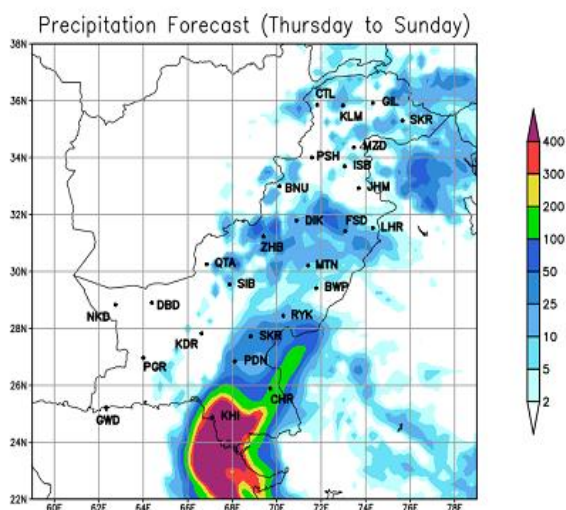 Precipitation Forecast (Thursday to Sunday)
38N
36N
34N
32N
30N
28N
26N
24N
22N
CTL
KLM
GIL
SKR
MZD
PSH
ISB
BNU
JHM
DIK
FSD
LHR
ZHB
QTA
MTN
SIB
BWP
NKD
DBD
RYK
KDR
SKR
PGR
PDN
CHR
GWD
KHI
60E
62E
64E
66E
68E
70E
72E
74E
76E
78E
400
300
200
100
50
25
20
10
5
2